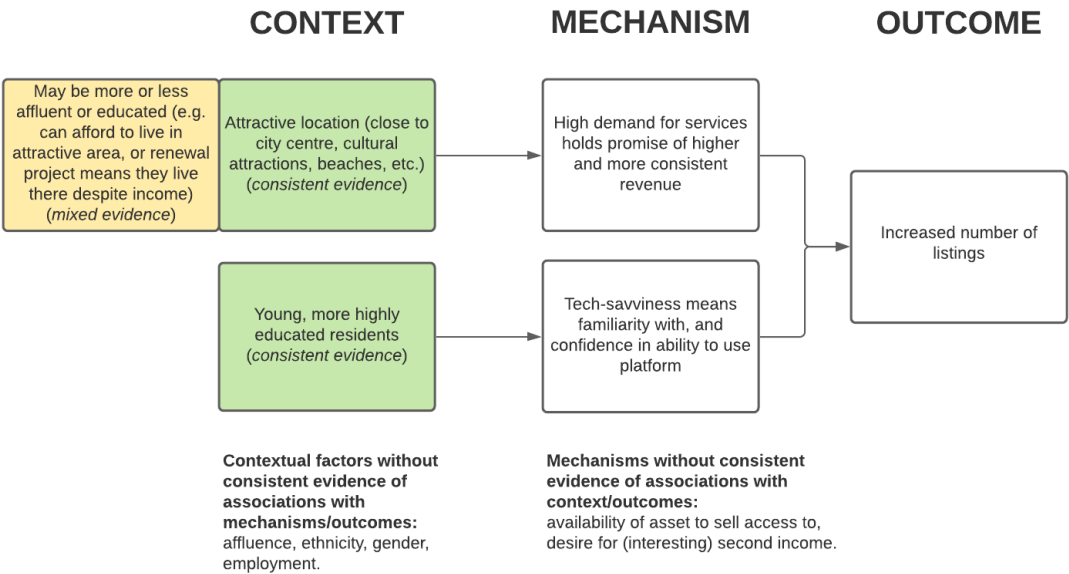 CONTEXT
MECHANISM
OUTCOME
May be more or less
affluent or educated (e.g.
can afford to live in
attractive area, or renewal
project means they live
there despite income)
(mixed evidence)
Attractive location (close to
city centre, cultural
attractions, beaches, etc.)
(consistent evidence)
High demand for services
holds promise of higher
and more consistent
revenue
Increased number of
listings
Young, more highly
educated residents
(consistent evidence)
Tech-savviness means
familiarity with, and
confidence in ability to use
platform
Contextual factors without
consistent evidence of
associations with
mechanisms/outcomes:
affluence, ethnicity, gender,
employment.
Mechanisms without consistent
evidence of associations with
context/outcomes:
availability of asset to sell access to,
desire for (interesting) second income.